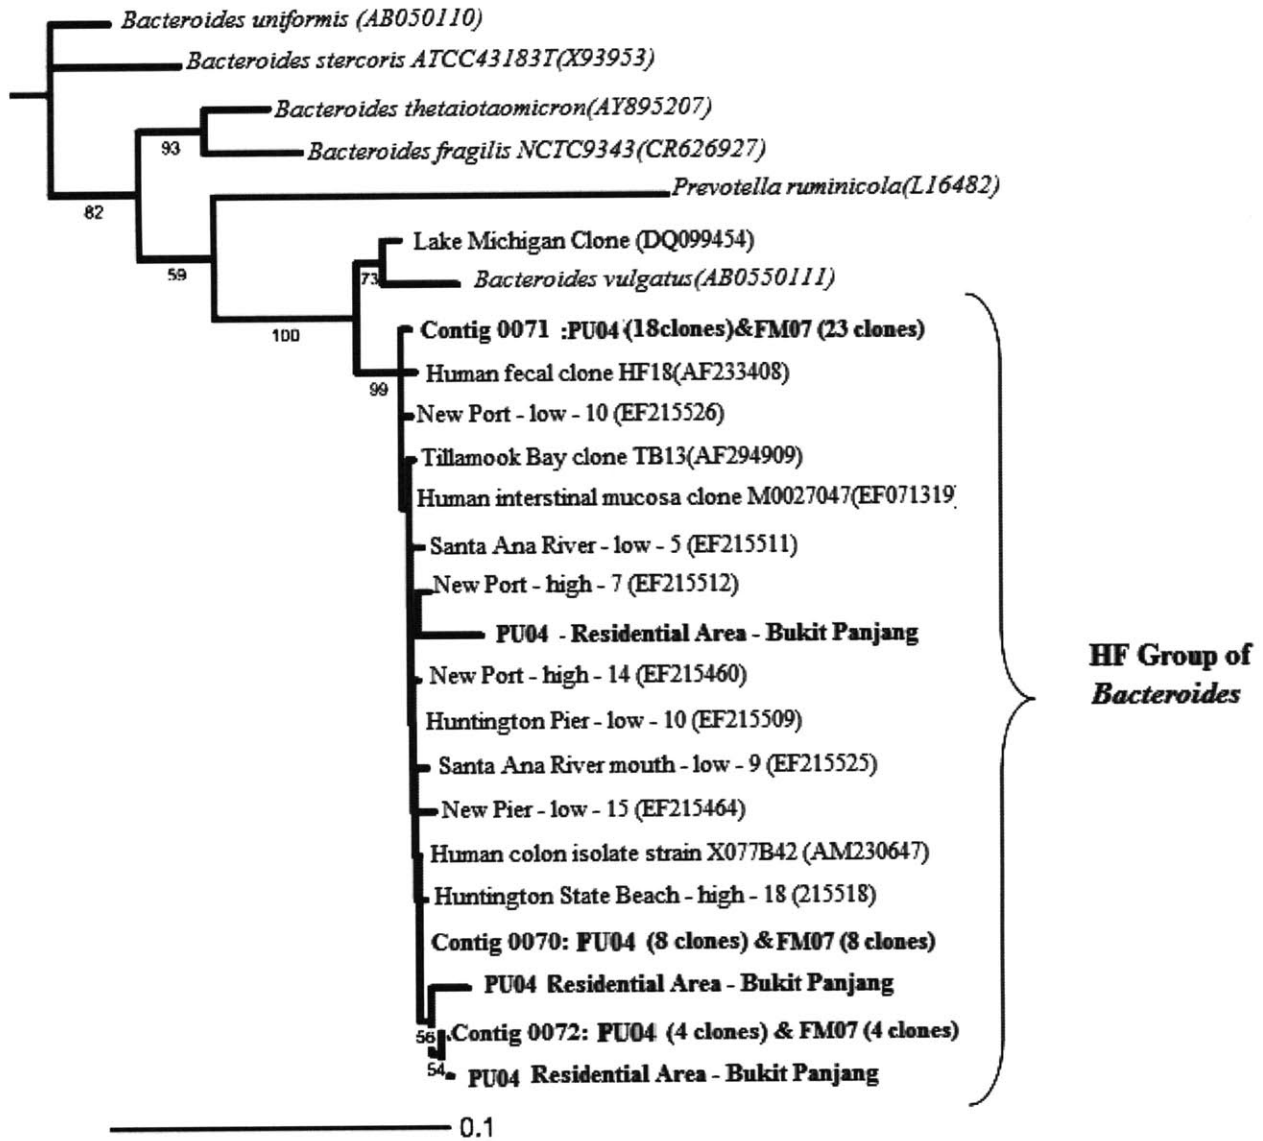 Bacteroides uniformis (AB050110)
Bacteroides stercoris ATCC43183T(X93953)
Bacteroides thetaiotaomicron(AY895207)
93
Bacteroides fragilis NCTC9343(CR626927)
Prevotella ruminicola(L16482)
82
Lake Michigan Clone (DQ099454)
59
73
Bacteroides vulgatus(AB0550111)
100
Contig 0071 :PU04 (18clones)&FM07 (23 clones)
Human fecal clone HF18(AF233408)
99
New Port - low - 10 (EF215526)
Tillamook Bay clone TB13(AF294909)
Human interstinal mucosa clone M0027047(EF071319
Santa Ana River - low - 5 (EF215511)
New Port - high - 7 (EF215512)
PU04 - Residential Area - Bukit Panjang
HF Group of
Bacteroides
New Port - high - 14 (EF215460)
Huntington Pier - low - 10 (EF215509)
Santa Ana River mouth - low - 9 (EF215525)
New Pier - low - 15 (EF215464)
Human colon isolate strain X077B42 (AM230647)
Huntington State Beach - high - 18 (215518)
Contig 0070: PU04 (8 clones) & FM07 (8 clones)
PU04 Residential Area - Bukit Panjang
56
Contig 0072: PU04 (4 clones) & FM07 (4 clones)
54
PU04 Residential Area - Bukit Panjang
0.1